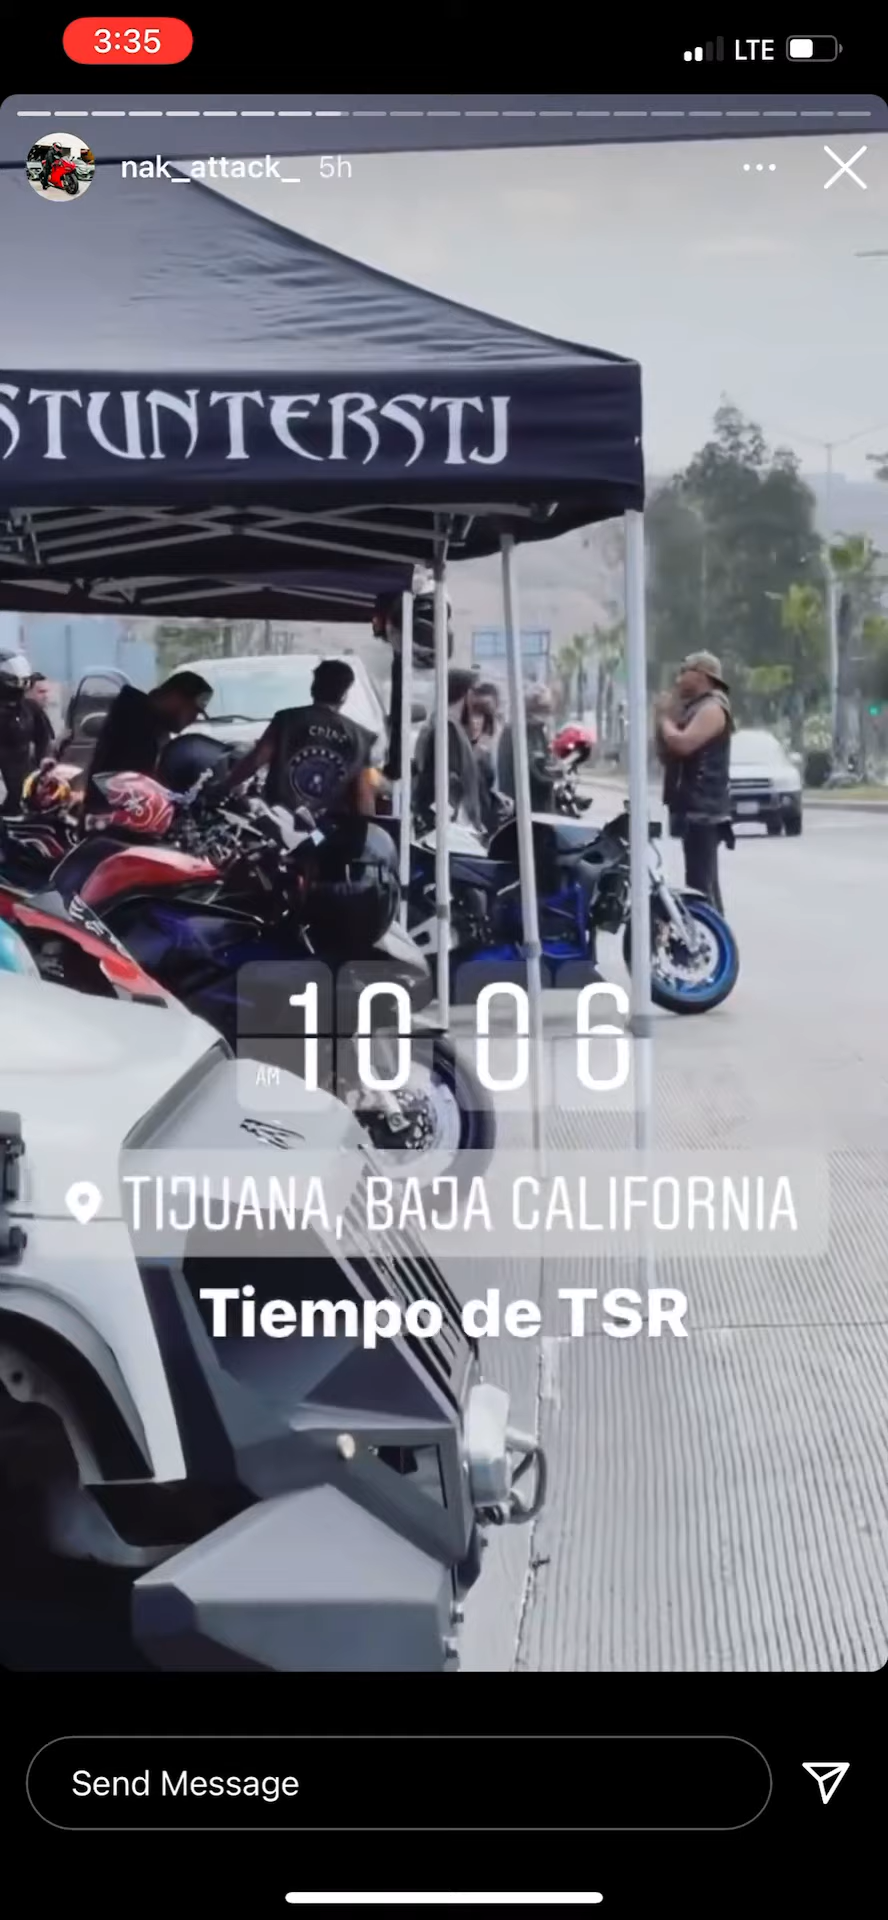 3:35
LTE
nak_attack_ 5h
STUNTERSTJ
AM 10 06
TIJUANA, BAJA CALIFORNIA
Tiempo de TSR
Send Message